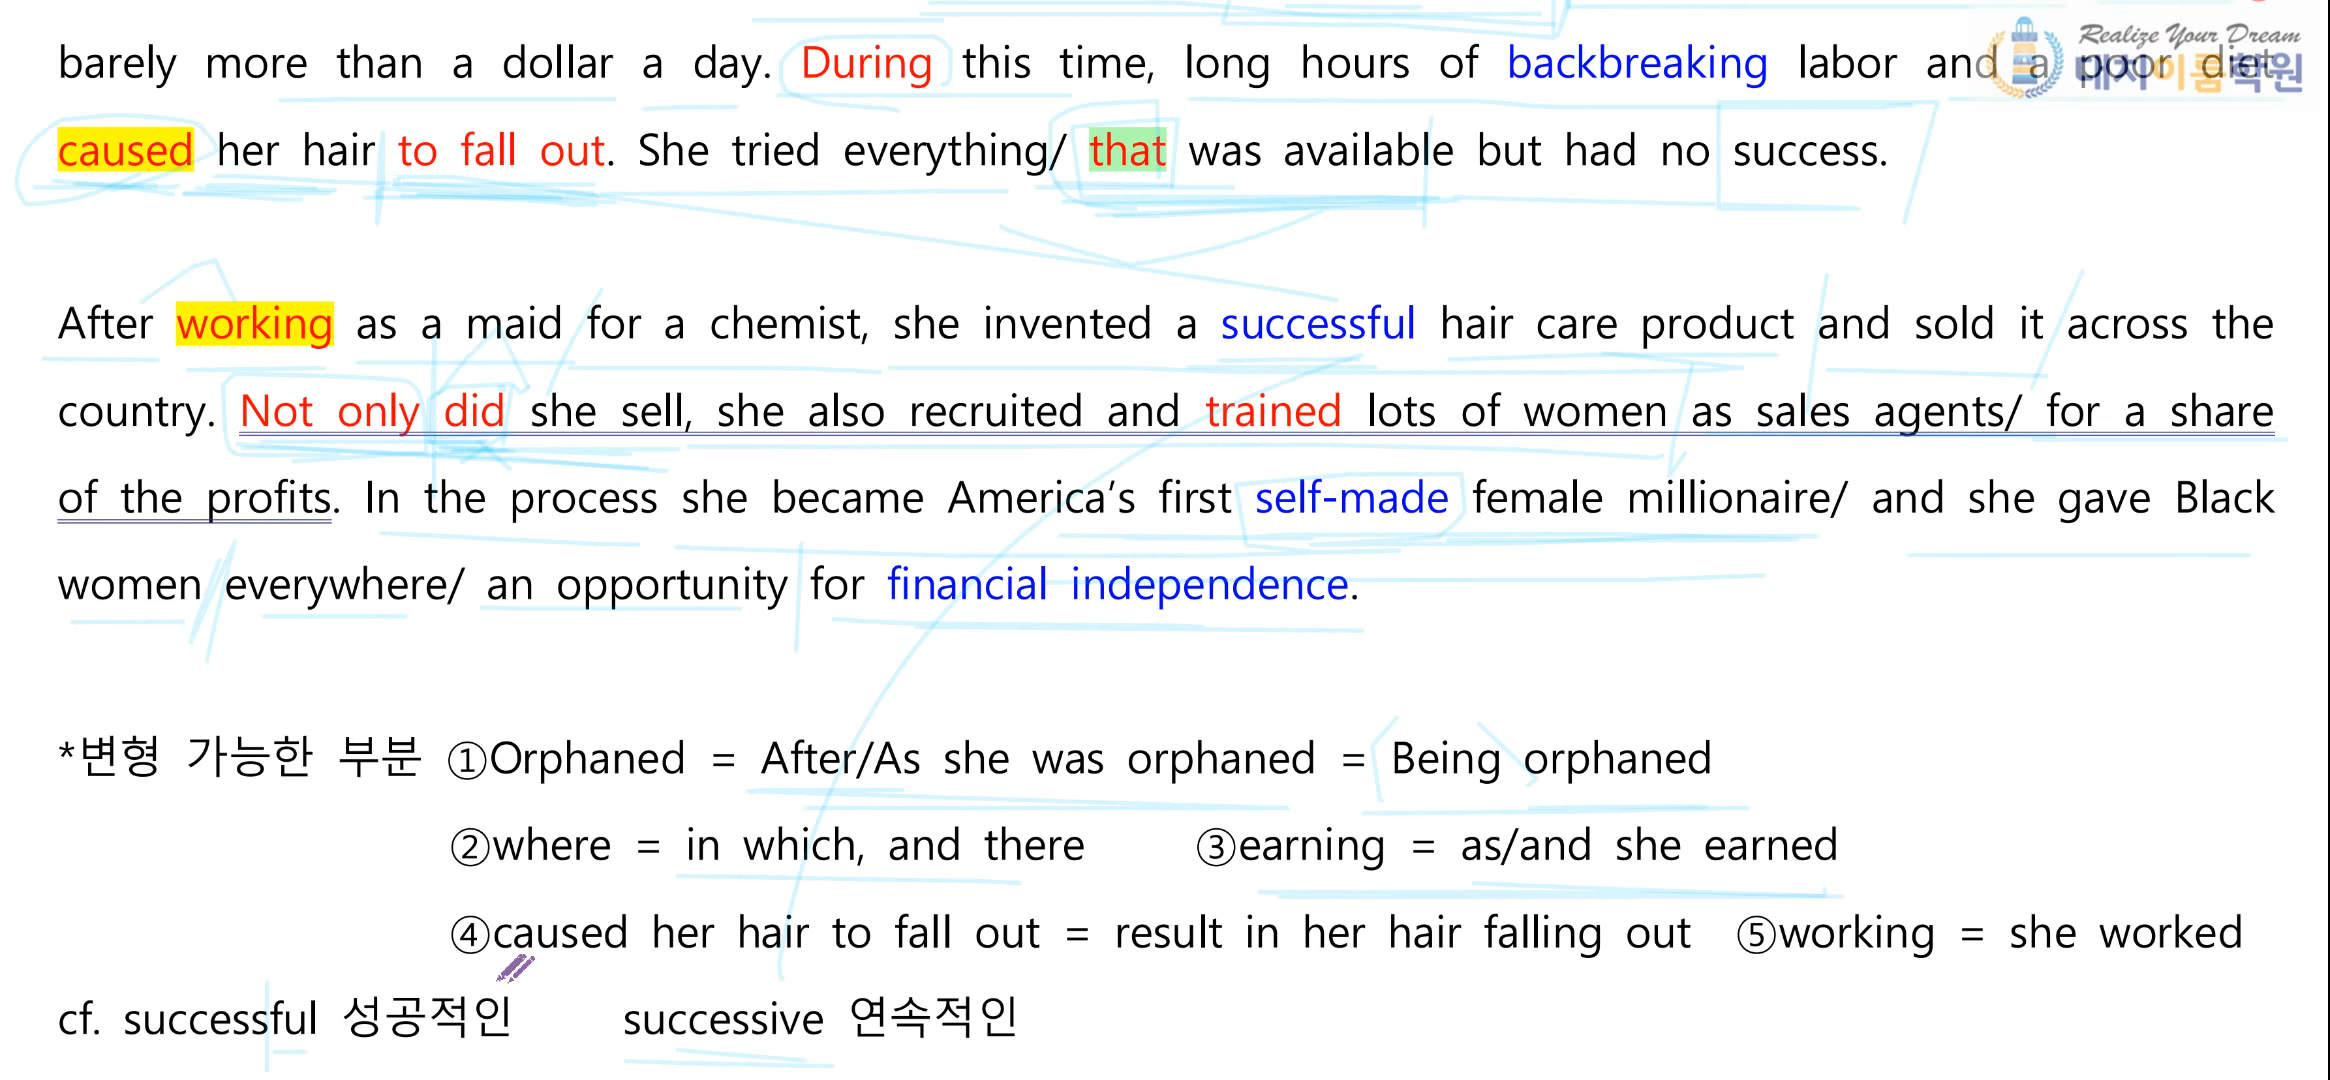 barely more than a dollar a day. During this time, long hours of backbreaking labor and a poor diet
Realize Your Dream
대치이룸학원
caused her hair to fall out. She tried everything/ that was available but had no success.
After working as a maid for a chemist, she invented a successful hair care product and sold it across the
country. Not only did she sell, she also recruited and trained lots of women as sales agents/ for a share
of the profits. In the process she became America's first self-made female millionaire/ and she gave Black
women everywhere/ an opportunity for financial independence.
*변형 가능한 부분 ①Orphaned = After/As she was orphaned = Being orphaned
②where = in which, and there ③earning = as/and she earned
④caused her hair to fall out = result in her hair falling out ⑤working = she worked
cf. successful 성공적인 successive 연속적인